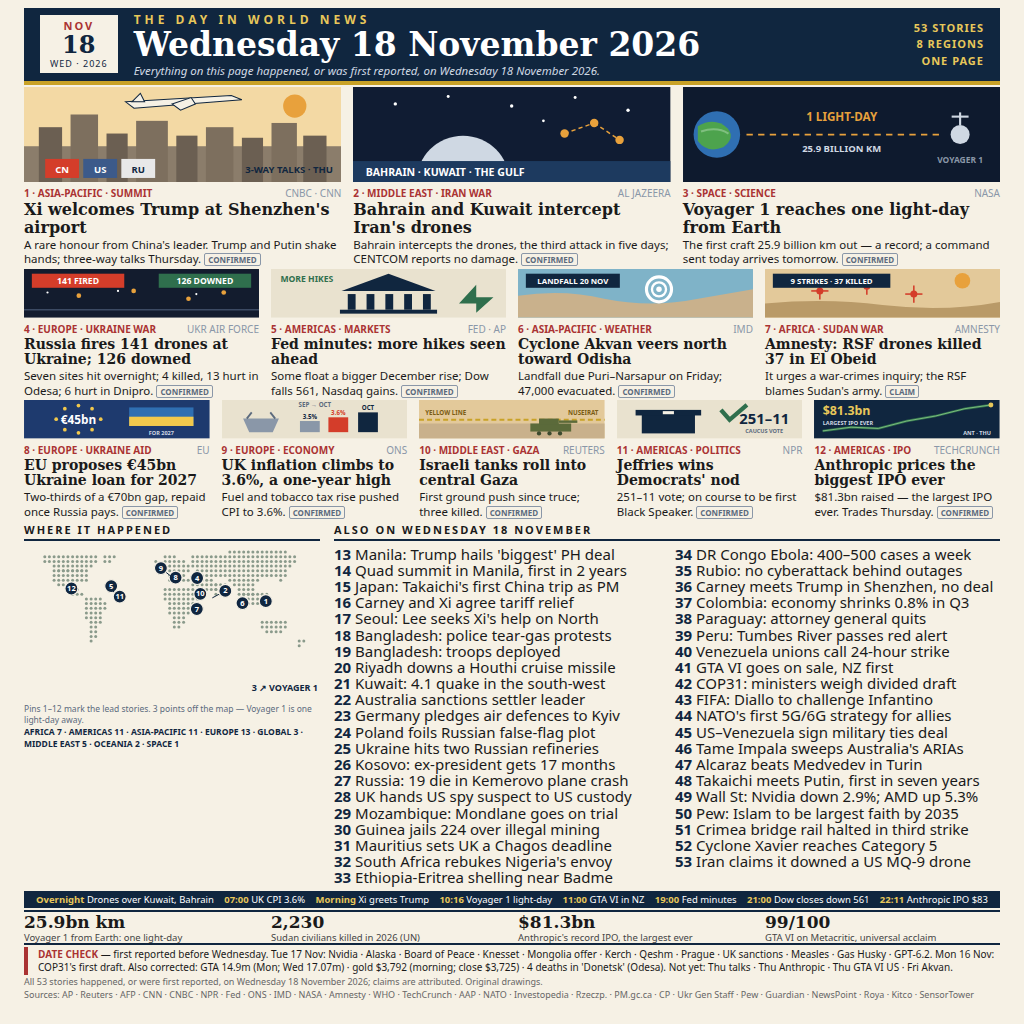 NOV
18
WED · 2026
THE DAY IN WORLD NEWS
Wednesday 18 November 2026
Everything on this page happened, or was first reported, on Wednesday 18 November 2026.
53 STORIES
8 REGIONS
ONE PAGE
CN US RU
3-WAY TALKS · THU
1 · ASIA-PACIFIC · SUMMIT CNBC · CNN
Xi welcomes Trump at Shenzhen's
airport
A rare honour from China's leader. Trump and Putin shake
hands; three-way talks Thursday. CONFIRMED
BAHRAIN · KUWAIT · THE GULF
2 · MIDDLE EAST · IRAN WAR AL JAZEERA
Bahrain and Kuwait intercept
Iran's drones
Bahrain intercepts the drones, the third attack in five days;
CENTCOM reports no damage. CONFIRMED
1 LIGHT-DAY
25.9 BILLION KM
VOYAGER 1
3 · SPACE · SCIENCE NASA
Voyager 1 reaches one light-day
from Earth
The first craft 25.9 billion km out — a record; a command
sent today arrives tomorrow. CONFIRMED
141 FIRED 126 DOWNED
4 · EUROPE · UKRAINE WAR UKR AIR FORCE
Russia fires 141 drones at
Ukraine; 126 downed
Seven sites hit overnight; 4 killed, 13 hurt in
Odesa; 6 hurt in Dnipro. CONFIRMED
MORE HIKES
5 · AMERICAS · MARKETS FED · AP
Fed minutes: more hikes seen
ahead
Some float a bigger December rise; Dow
falls 561, Nasdaq gains. CONFIRMED
LANDFALL 20 NOV
6 · ASIA-PACIFIC · WEATHER IMD
Cyclone Akvan veers north
toward Odisha
Landfall due Puri–Narsapur on Friday;
47,000 evacuated. CONFIRMED
9 STRIKES · 37 KILLED
7 · AFRICA · SUDAN WAR AMNESTY
Amnesty: RSF drones killed
37 in El Obeid
It urges a war-crimes inquiry; the RSF
blames Sudan's army. CLAIM
€45bn
FOR 2027
8 · EUROPE · UKRAINE AID EU
EU proposes €45bn
Ukraine loan for 2027
Two-thirds of a €70bn gap, repaid
once Russia pays. CONFIRMED
SEP → OCT
3.5% 3.6% OCT
9 · EUROPE · ECONOMY ONS
UK inflation climbs to
3.6%, a one-year high
Fuel and tobacco tax rise pushed
CPI to 3.6%. CONFIRMED
YELLOW LINE NUSEIRAT
10 · MIDDLE EAST · GAZA REUTERS
Israeli tanks roll into
central Gaza
First ground push since truce;
three killed. CONFIRMED
251–11
CAUCUS VOTE
11 · AMERICAS · POLITICS NPR
Jeffries wins
Democrats' nod
251–11 vote; on course to be first
Black Speaker. CONFIRMED
$81.3bn
LARGEST IPO EVER
ANT · THU
12 · AMERICAS · IPO TECHCRUNCH
Anthropic prices the
biggest IPO ever
$81.3bn raised — the largest IPO
ever. Trades Thursday. CONFIRMED
WHERE IT HAPPENED
9
8
4
12
5
11
10
2
7
6
1
3 ↗ VOYAGER 1
Pins 1–12 mark the lead stories. 3 points off the map — Voyager 1 is one
light-day away.
AFRICA 7 · AMERICAS 11 · ASIA-PACIFIC 11 · EUROPE 13 · GLOBAL 3 ·
MIDDLE EAST 5 · OCEANIA 2 · SPACE 1
ALSO ON WEDNESDAY 18 NOVEMBER
13 Manila: Trump hails 'biggest' PH deal
14 Quad summit in Manila, first in 2 years
15 Japan: Takaichi's first China trip as PM
16 Carney and Xi agree tariff relief
17 Seoul: Lee seeks Xi's help on North
18 Bangladesh: police tear-gas protests
19 Bangladesh: troops deployed
20 Riyadh downs a Houthi cruise missile
21 Kuwait: 4.1 quake in the south-west
22 Australia sanctions settler leader
23 Germany pledges air defences to Kyiv
24 Poland foils Russian false-flag plot
25 Ukraine hits two Russian refineries
26 Kosovo: ex-president gets 17 months
27 Russia: 19 die in Kemerovo plane crash
28 UK hands US spy suspect to US custody
29 Mozambique: Mondlane goes on trial
30 Guinea jails 224 over illegal mining
31 Mauritius sets UK a Chagos deadline
32 South Africa rebukes Nigeria's envoy
33 Ethiopia-Eritrea shelling near Badme
34 DR Congo Ebola: 400–500 cases a week
35 Rubio: no cyberattack behind outages
36 Carney meets Trump in Shenzhen, no deal
37 Colombia: economy shrinks 0.8% in Q3
38 Paraguay: attorney general quits
39 Peru: Tumbes River passes red alert
40 Venezuela unions call 24-hour strike
41 GTA VI goes on sale, NZ first
42 COP31: ministers weigh divided draft
43 FIFA: Diallo to challenge Infantino
44 NATO's first 5G/6G strategy for allies
45 US–Venezuela sign military ties deal
46 Tame Impala sweeps Australia's ARIAs
47 Alcaraz beats Medvedev in Turin
48 Takaichi meets Putin, first in seven years
49 Wall St: Nvidia down 2.9%; AMD up 5.3%
50 Pew: Islam to be largest faith by 2035
51 Crimea bridge rail halted in third strike
52 Cyclone Xavier reaches Category 5
53 Iran claims it downed a US MQ-9 drone
Overnight Drones over Kuwait, Bahrain 07:00 UK CPI 3.6% Morning Xi greets Trump 10:16 Voyager 1 light-day 11:00 GTA VI in NZ 19:00 Fed minutes 21:00 Dow closes down 561 22:11 Anthropic IPO $83
25.9bn km
Voyager 1 from Earth: one light-day
2,230
Sudan civilians killed in 2026 (UN)
$81.3bn
Anthropic's record IPO, the largest ever
99/100
GTA VI on Metacritic, universal acclaim
DATE CHECK — first reported before Wednesday. Tue 17 Nov: Nvidia · Alaska · Board of Peace · Knesset · Mongolia offer · Kerch · Qeshm · Prague · UK sanctions · Measles · Gas Husky · GPT-6.2. Mon 16 Nov:
COP31's first draft. Also corrected: GTA 14.9m (Mon; Wed 17.07m) · gold $3,792 (morning; close $3,725) · 4 deaths in 'Donetsk' (Odesa). Not yet: Thu talks · Thu Anthropic · Thu GTA VI US · Fri Akvan.
All 53 stories happened, or were first reported, on Wednesday 18 November 2026; claims are attributed. Original drawings.
Sources: AP · Reuters · AFP · CNN · CNBC · NPR · Fed · ONS · IMD · NASA · Amnesty · WHO · TechCrunch · AAP · NATO · Investopedia · Rzeczp. · PM.gc.ca · CP · Ukr Gen Staff · Pew · Guardian · NewsPoint · Roya · Kitco · SensorTower